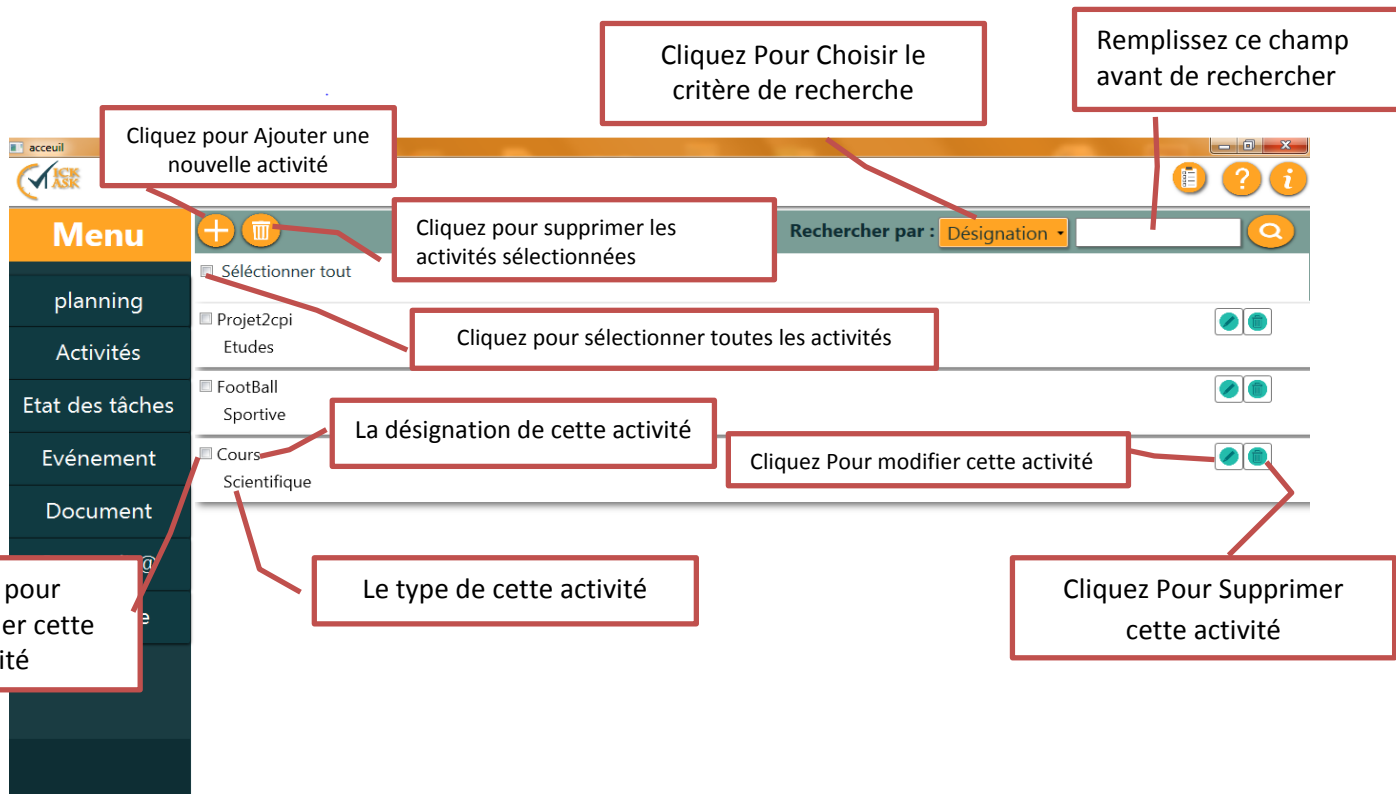 Cliquez Pour Choisir le
critère de recherche
Remplissez ce champ
avant de rechercher
Cliquez pour Ajouter une
nouvelle activité
acceuil
ICK
ASK
Menu
Cliquez pour supprimer les
activités sélectionnées
Rechercher par :
Désignation
Séléctionner tout
planning
Projet2cpi
Etudes
Cliquez pour sélectionner toutes les activités
Activités
FootBall
Sportive
Etat des tâches
La désignation de cette activité
Cours
Scientifique
Cliquez Pour modifier cette activité
Evénement
Document
@
pour
er cette
ité
e
Le type de cette activité
Cliquez Pour Supprimer
cette activité